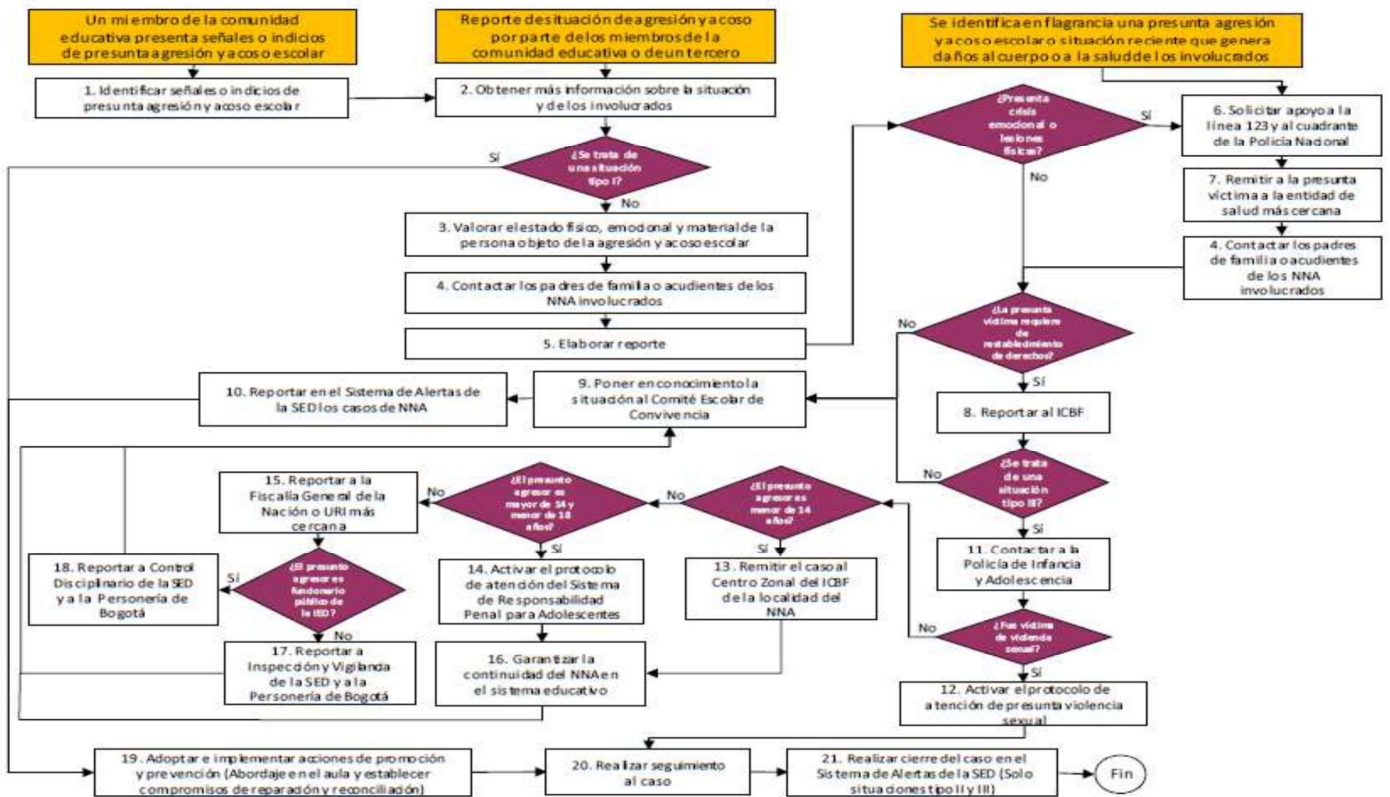 Un miembro de la comunidad
educativa presenta señales o indicios
de presunta agresión y acoso escolar
Reporte de situación de agresión y acoso
por parte de los miembros de la
comunidad educativa o de un tercero
Se identifica en flagrancia una presunta agresión
y acoso escolar o situación reciente que genera
daños al cuerpo o a la salud de los involucrados
1. Identificar señales o indicios de
presunta agresión y acoso escolar
2. Obtener más información sobre la situación
y de los involucrados
¿Presenta
crisis
emocional o
lesiones
físicas?
Sí
No
6. Solicitar apoyo a la
línea 123 y al cuadrante
de la Policía Nacional
¿Se trata de
una situación
tipo I?
Sí
No
7. Remitir a la presunta
víctima a la entidad de
salud más cercana
3. Valorar el estado físico, emocional y material de la
persona objeto de la agresión y acoso escolar
4. Contactar los padres
de familia o acudientes
de los NNA
involucrados
4. Contactar los padres de familia o acudientes de los
NNA involucrados
5. Elaborar reporte
¿La presunta
víctima requiere
de
restablecimiento
de derechos?
No
Sí
10. Reportar en el Sistema de Alertas de
la SED los casos de NNA
9. Poner en conocimiento la
situación al Comité Escolar de
Convivencia
8. Reportar al ICBF
¿Se trata
de una
situación
tipo III?
No
Sí
15. Reportar a la
Fiscalía General de la
Nación o URI más
cercana
¿El presunto
agresor es
mayor de 14 y
menor de 18
años?
No
Sí
¿El presunto
agresor es
menor de 14
años?
No
Sí
No
11. Contactar a la
Policía de Infancia
y Adolescencia
18. Reportar a Control
Disciplinario de la SED
y a la Personería de
Bogotá
¿El presunto
agresor es
funcionario
público de
la IED?
Sí
No
14. Activar el protocolo
de atención del Sistema
de Responsabilidad
Penal para Adolescentes
13. Remitir el caso al
Centro Zonal del ICBF
de la localidad del
NNA
¿Fue víctima
de violencia
sexual?
Sí
17. Reportar a
Inspección y Vigilancia
de la SED y a la
Personería de Bogotá
16. Garantizar la
continuidad del NNA en
el sistema educativo
12. Activar el protocolo de
atención de presunta violencia
sexual
19. Adoptar e implementar acciones de promoción
y prevención (Abordaje en el aula y establecer
compromisos de reparación y reconciliación)
20. Realizar seguimiento
al caso
21. Realizar cierre del caso en el
Sistema de Alertas de la SED (Solo
situaciones tipo II y III)
Fin